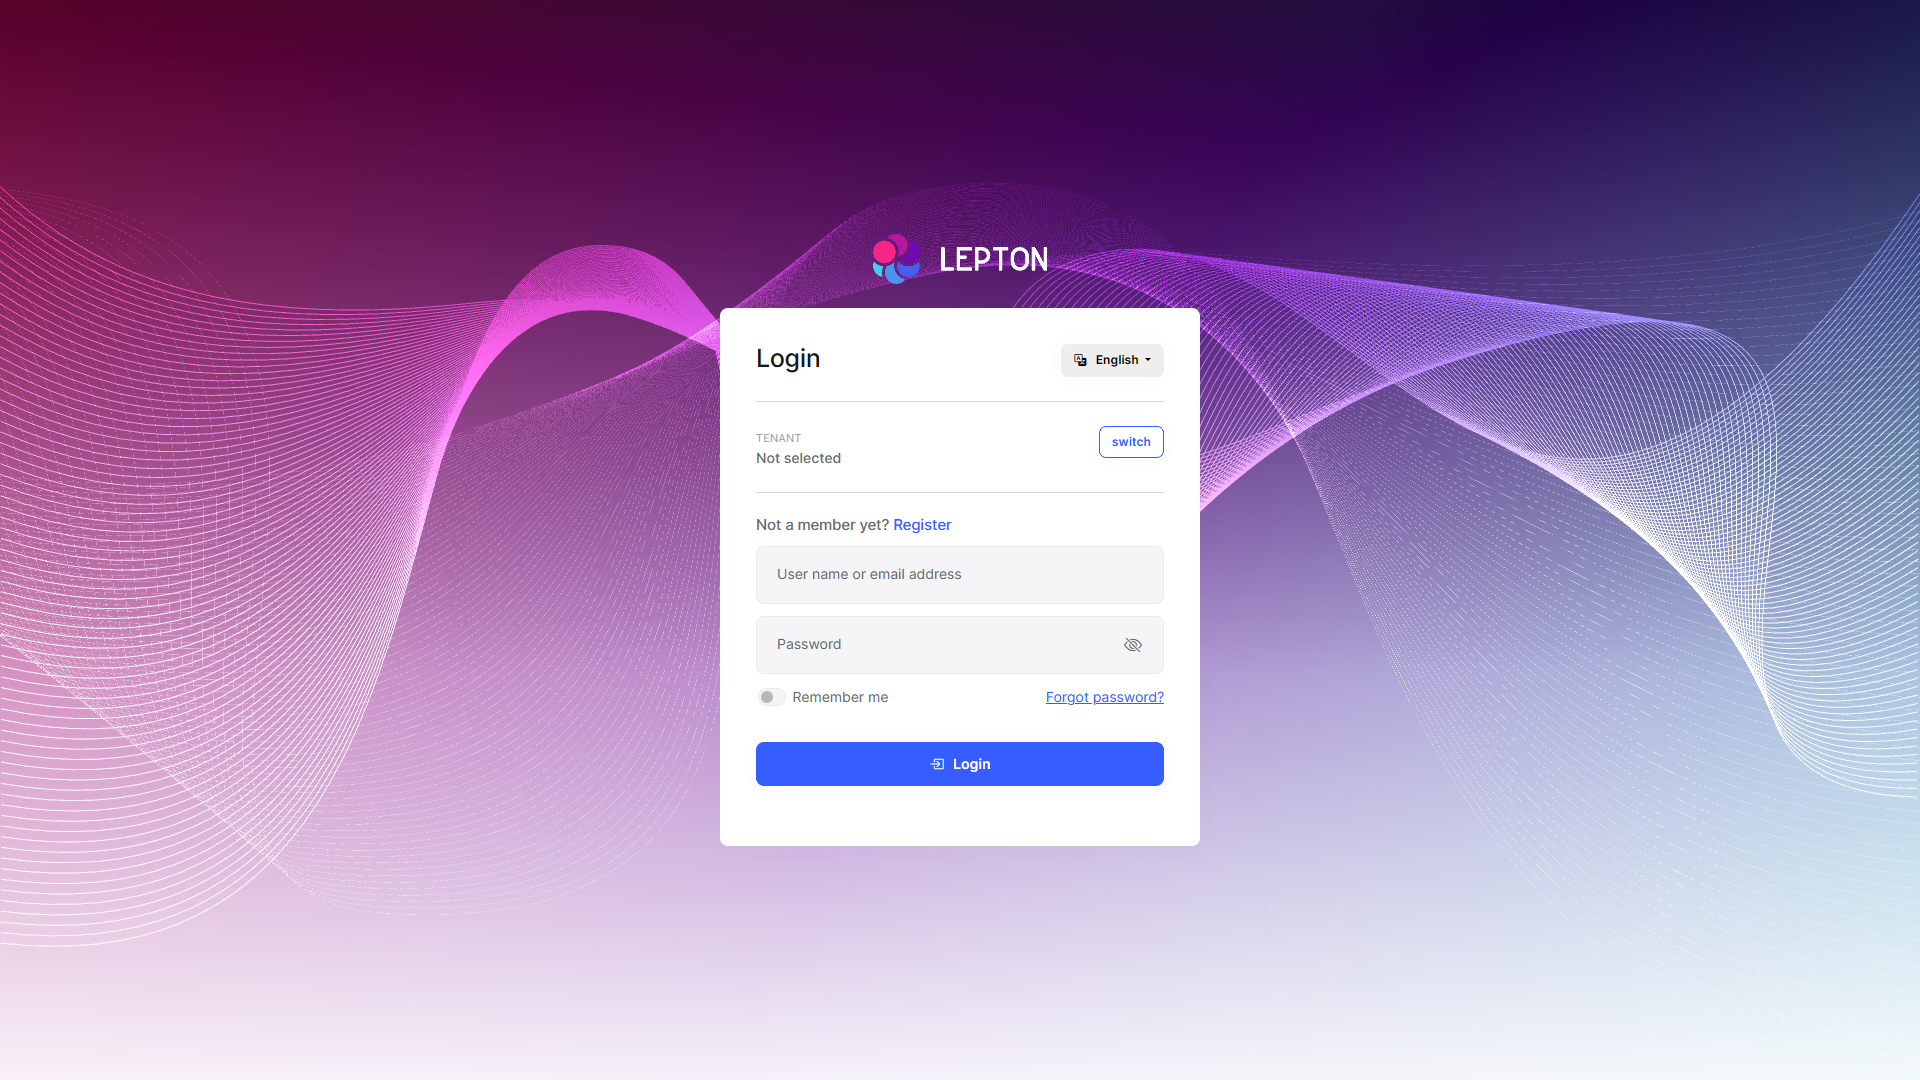 LEPTON
Login
English
TENANT
Not selected
switch
Not a member yet? Register
User name or email address
Password
Remember me
Forgot password?
Login